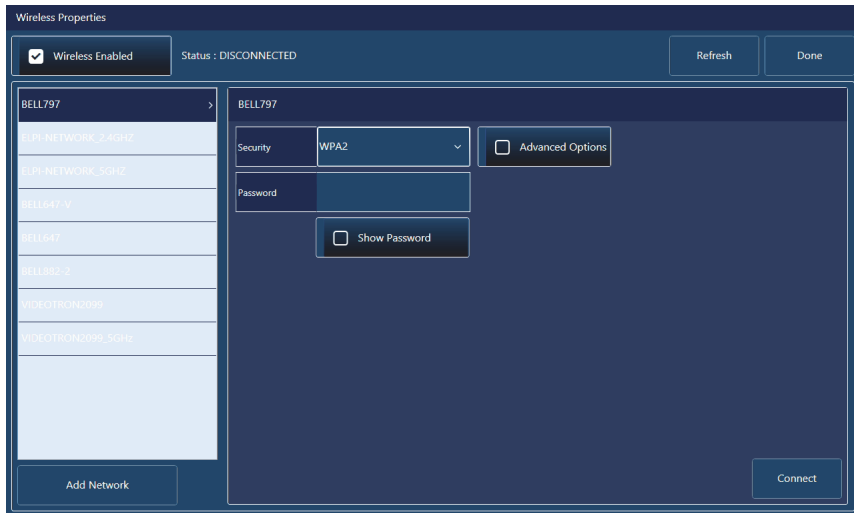 Wireless Properties
Wireless Enabled
Status : DISCONNECTED
Refresh
Done
BELL797
ELPI-NETWORK_2.4GHZ
ELPI-NETWORK_5GHZ
BELL647-V
BELL647
BELL882-2
VIDEOTRON2099
VIDEOTRON2099_5GHz
Add Network
BELL797
Security
WPA2
Advanced Options
Password
Show Password
Connect